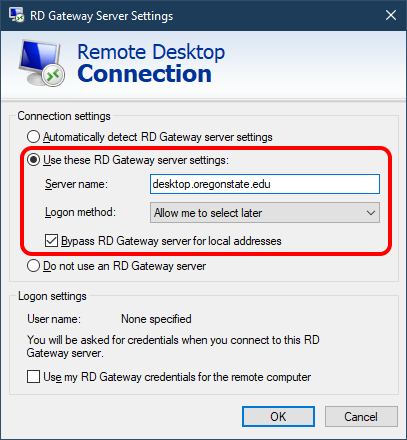 RD Gateway Server Settings
Remote Desktop
Connection
Connection settings
Automatically detect RD Gateway server settings
Use these RD Gateway server settings:
Server name: desktop.oregonstate.edu
Logon method: Allow me to select later
Bypass RD Gateway server for local addresses
Do not use an RD Gateway server
Logon settings
User name: None specified
You will be asked for credentials when you connect to this RD
Gateway server.
Use my RD Gateway credentials for the remote computer
OK Cancel